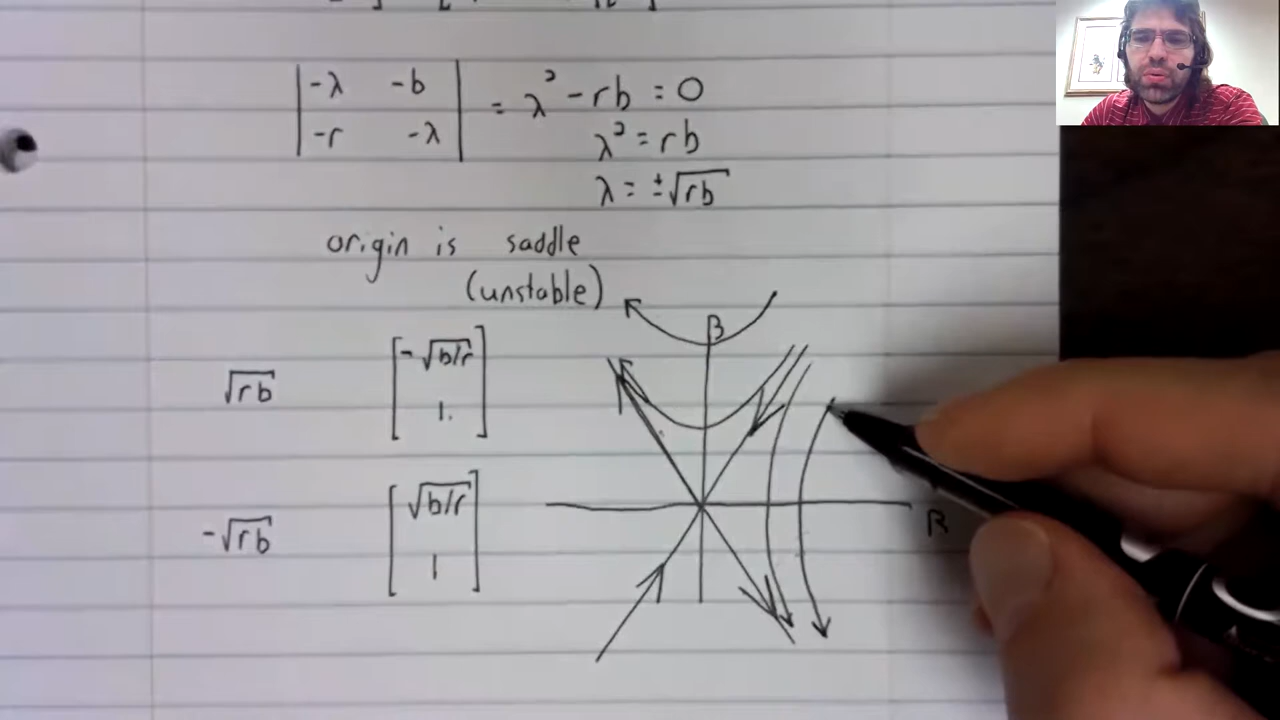 |-λ -b| = λ² - rb = 0
|-r -λ|
λ² = rb
λ = ±√rb
origin is saddle
(unstable)
B
√rb [-√b/r
1]
R
-√rb [√b/r
1]